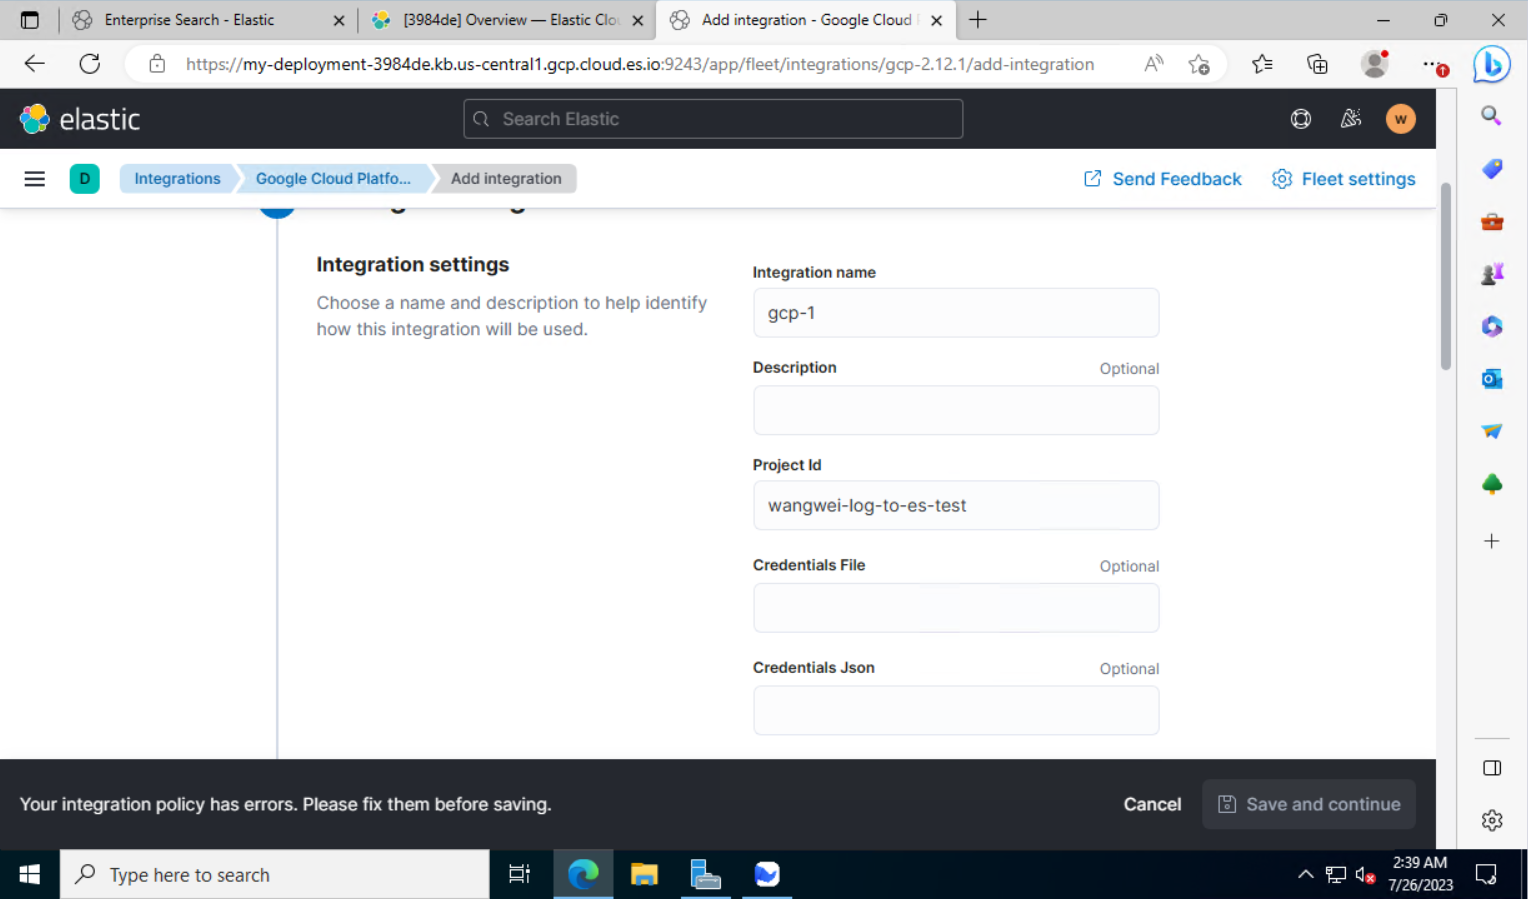 Enterprise Search - Elastic
[3984de] Overview — Elastic Clo
Add integration - Google Cloud
https://my-deployment-3984de.kb.us-central1.gcp.cloud.es.io:9243/app/fleet/integrations/gcp-2.12.1/add-integration
elastic
Search Elastic
W
D
Integrations
Google Cloud Platfo...
Add integration
Send Feedback
Fleet settings
Integration settings
Choose a name and description to help identify
how this integration will be used.
Integration name
gcp-1
Description
Optional
Project Id
wangwei-log-to-es-test
Credentials File
Optional
Credentials Json
Optional
Your integration policy has errors. Please fix them before saving.
Cancel
Save and continue
Type here to search
2:39 AM
7/26/2023